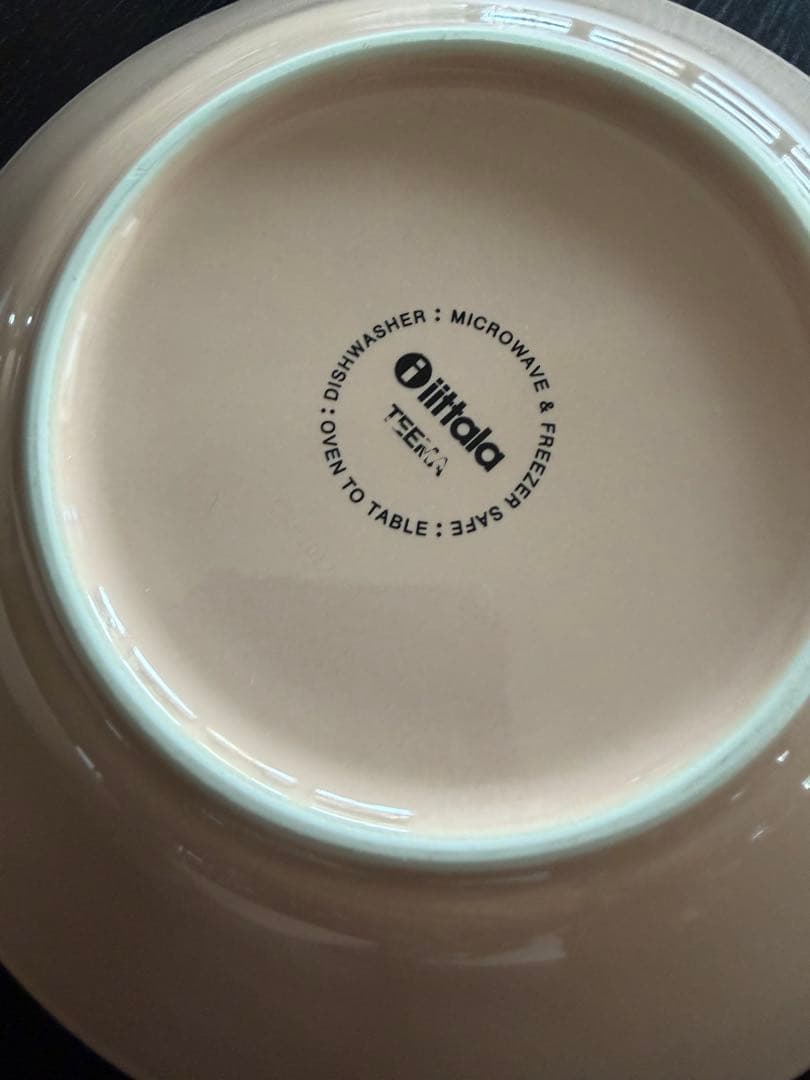 DISHWASHER : MICROWAVE & FREEZER SAFE : OVEN TO TABLE :
i iittala
TEEMA